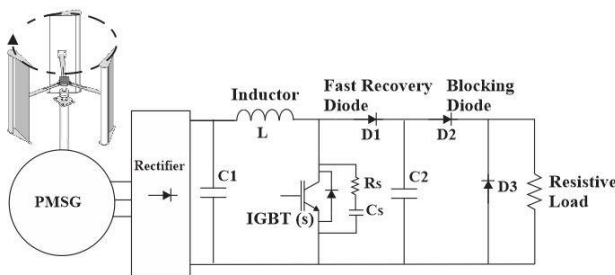 Fast Recovery
Diode
Blocking
Diode
Inductor
L
D1
D2
Rectifier
C1
Rs
C2
D3
Resistive
Load
PMSG
Cs
IGBT (s)